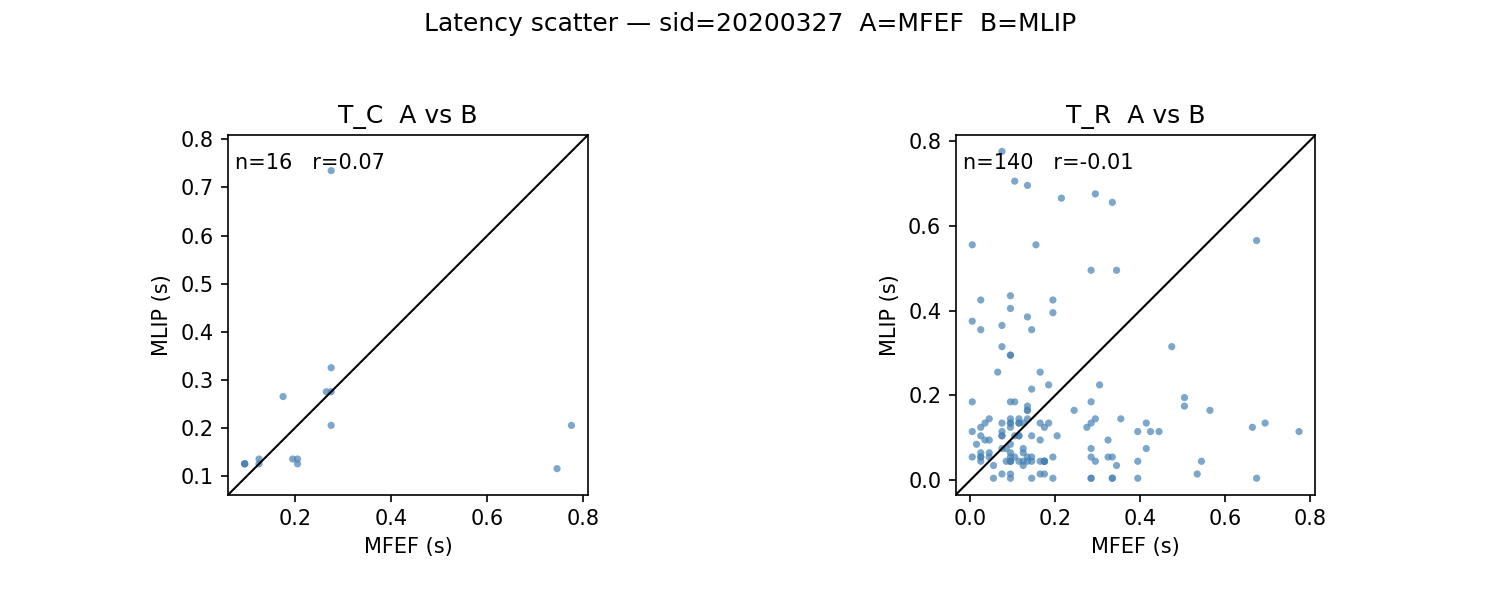 Latency scatter — sid=20200327  A=MFEF  B=MLIP
T_C  A vs B
n=16   r=0.07
0.8
0.7
0.6
0.5
0.4
0.3
0.2
0.1
MLIP (s)
0.2 0.4 0.6 0.8
MFEF (s)
T_R  A vs B
n=140   r=-0.01
0.8
0.6
0.4
0.2
0.0
MLIP (s)
0.0 0.2 0.4 0.6 0.8
MFEF (s)